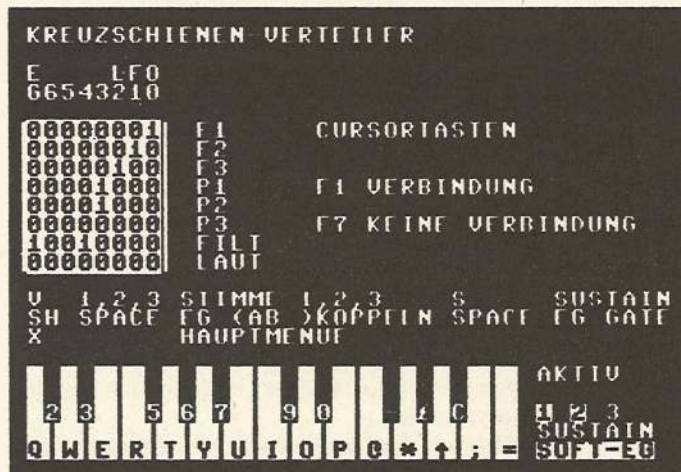 KREUZSCHIENEN-VERTEILER
E LFO
G6543210
00000001 F1 CURSORTASTEN
00000010 F2
00000100 F3
00001000 P1 F1 VERBINDUNG
00001000 P2
00000000 P3 F7 KEINE VERBINDUNG
10010000 FILT
00000000 LAUT
V 1,2,3 STIMME 1,2,3 S SUSTAIN
SH SPACE EG (AB )KOPPELN SPACE EG GATE
X HAUPTMENUE
AKTIV
2 3 5 6 7 9 0 - £ C 1 2 3
SUSTAIN
Q W E R T Y U I O P @ * ↑ ; = SOFT-EG